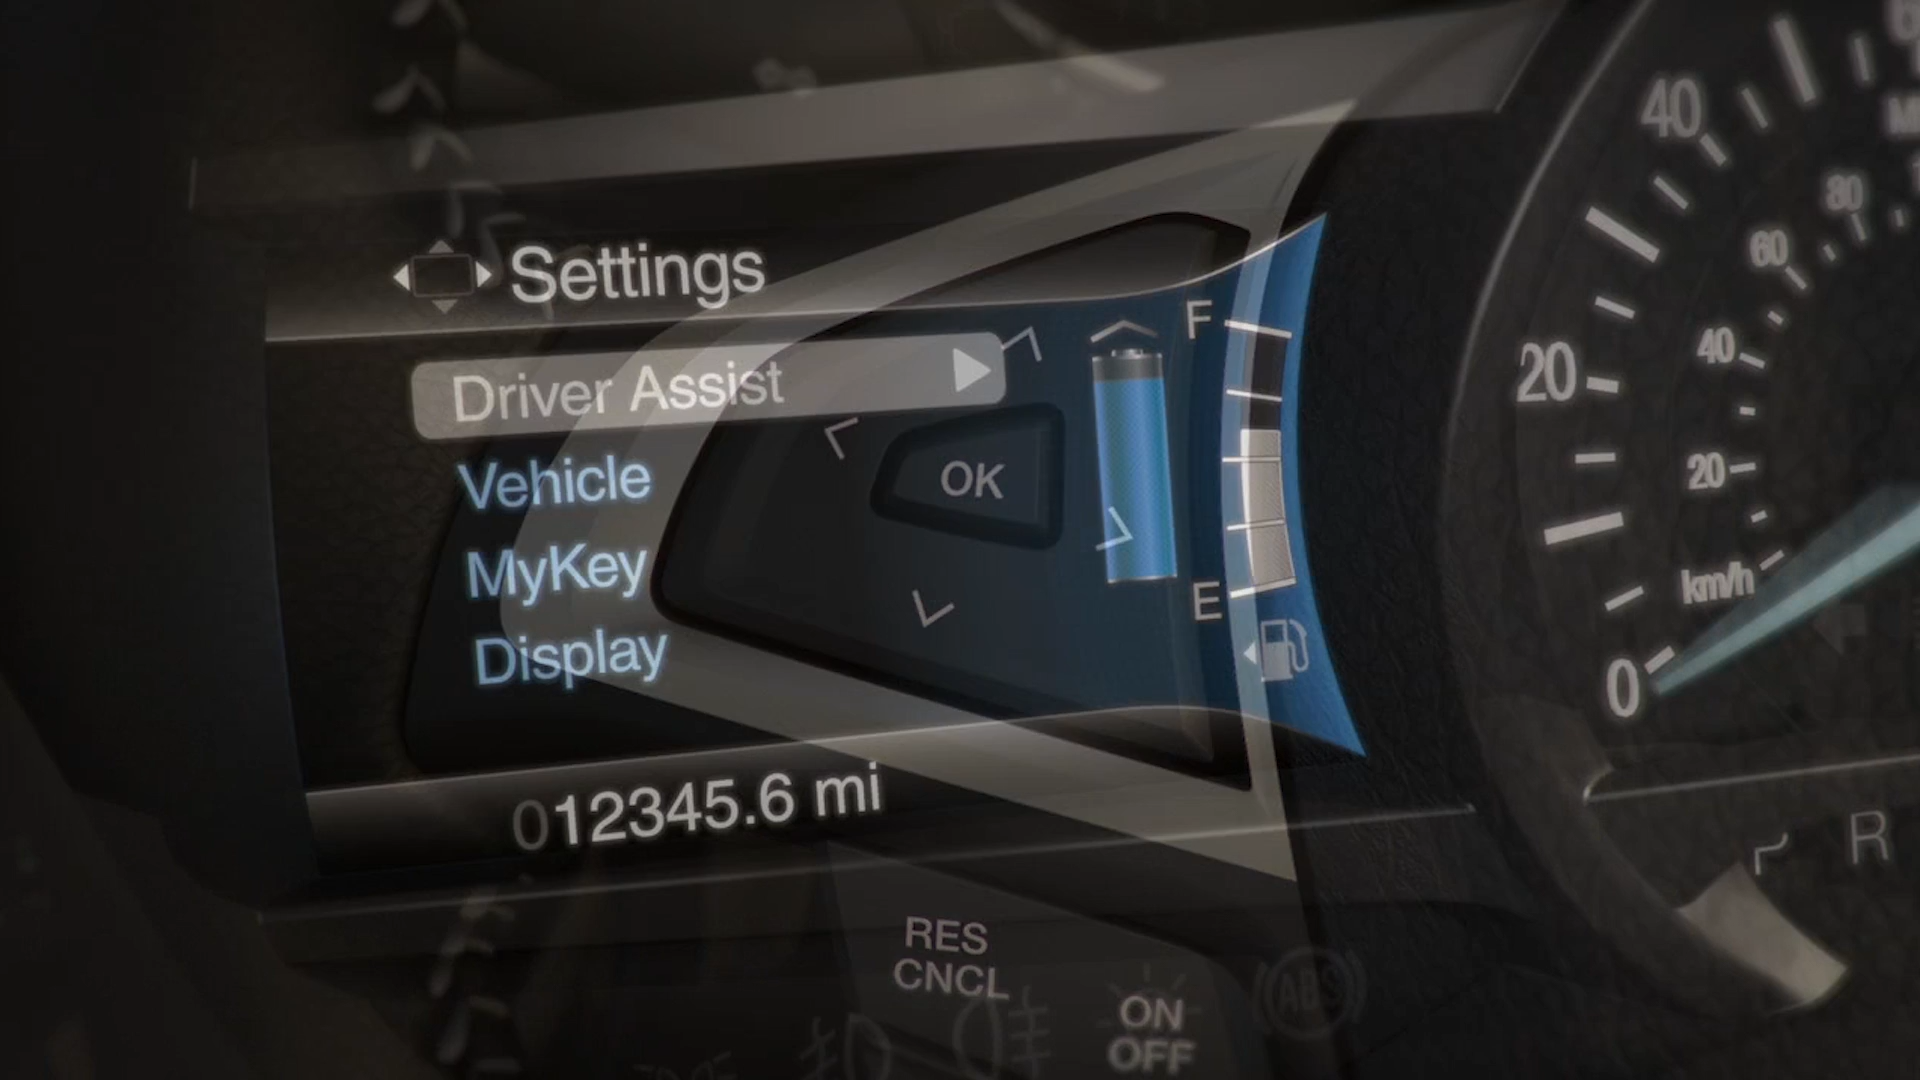 Settings
Driver Assist
Vehicle
MyKey
Display
012345.6 mi
OK
F
E
40
20
0
80
60
40
20
km/h
R
RES
CNCL
ON
OFF
ABS